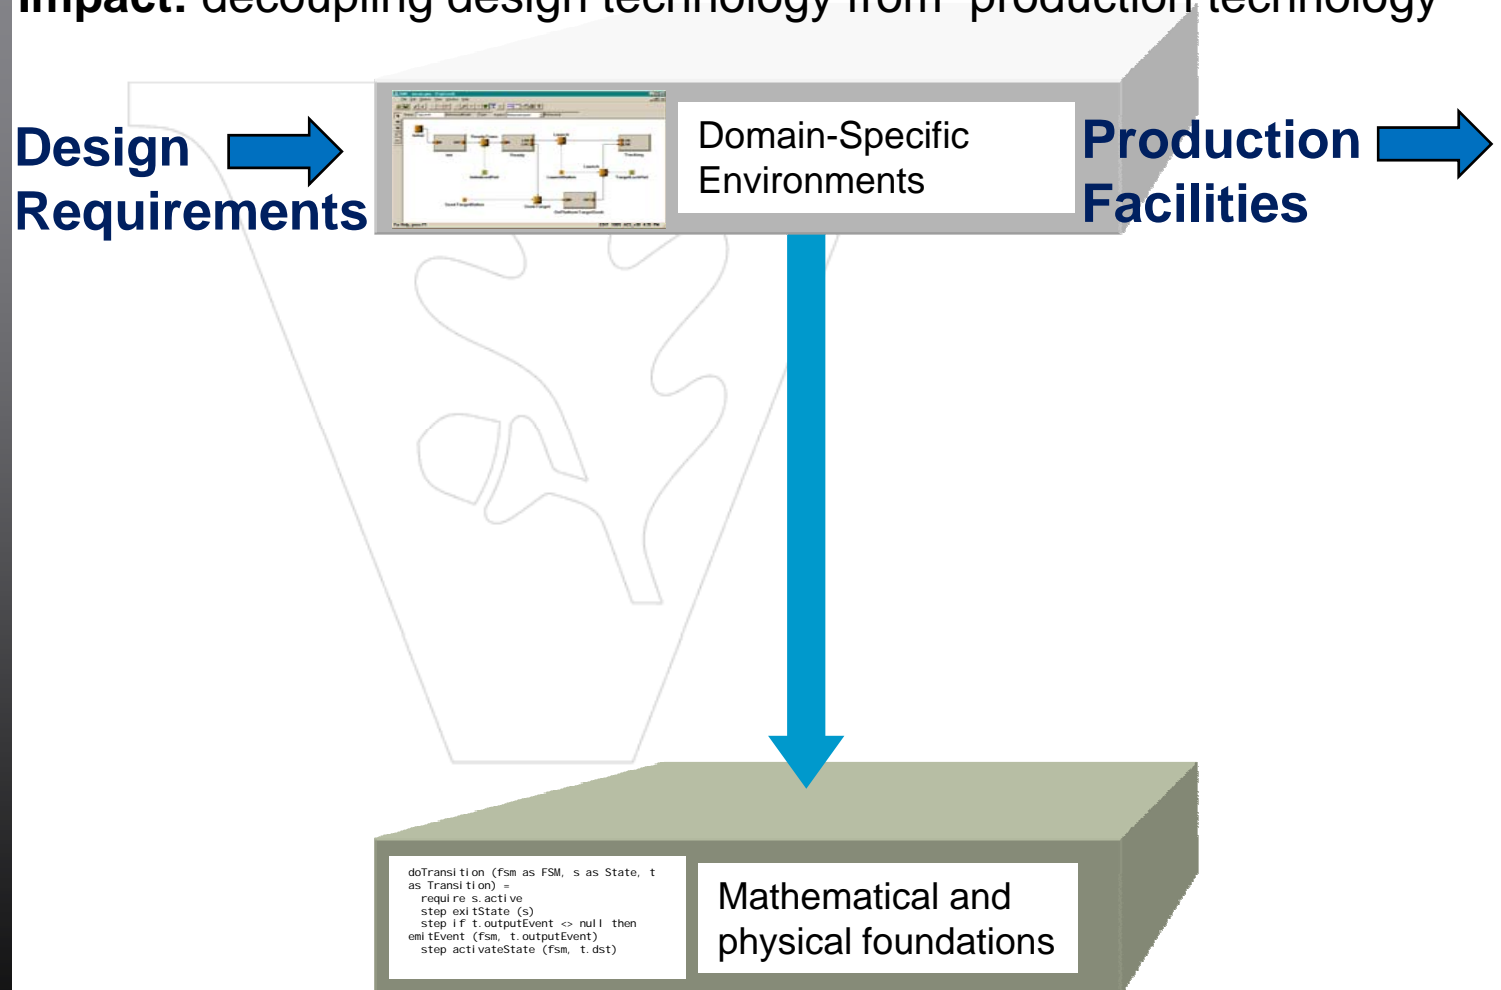 Impact: decoupling design technology from production technology
Design
Requirements
Domain-Specific
Environments
Production
Facilities
doTransition (fsm as FSM, s as State, t
as Transition) =
require s.active
step exitState (s)
step if t.outputEvent <> null then
emitEvent (fsm, t.outputEvent)
step activateState (fsm, t.dst)
Mathematical and
physical foundations